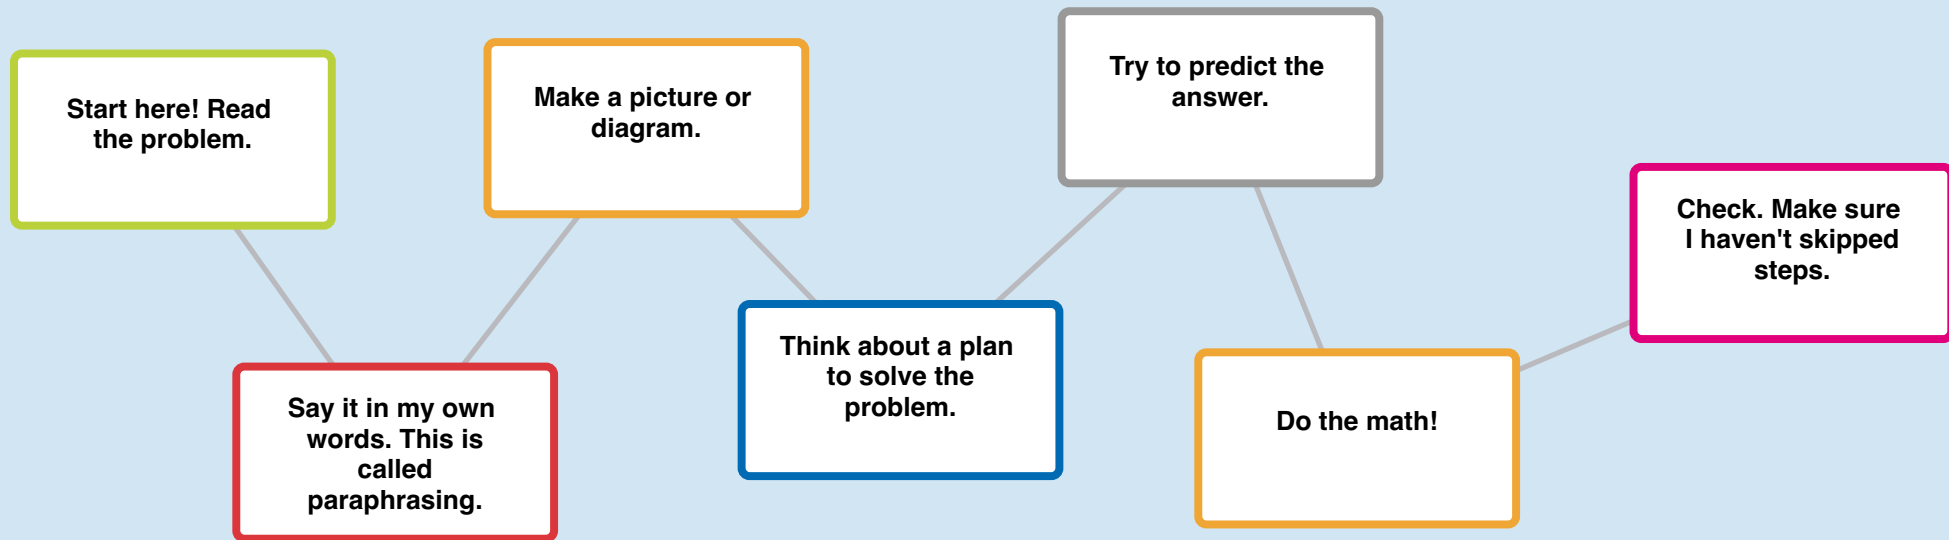 Start here! Read
the problem.
Say it in my own
words. This is
called
paraphrasing.
Make a picture or
diagram.
Think about a plan
to solve the
problem.
Try to predict the
answer.
Do the math!
Check. Make sure
I haven't skipped
steps.